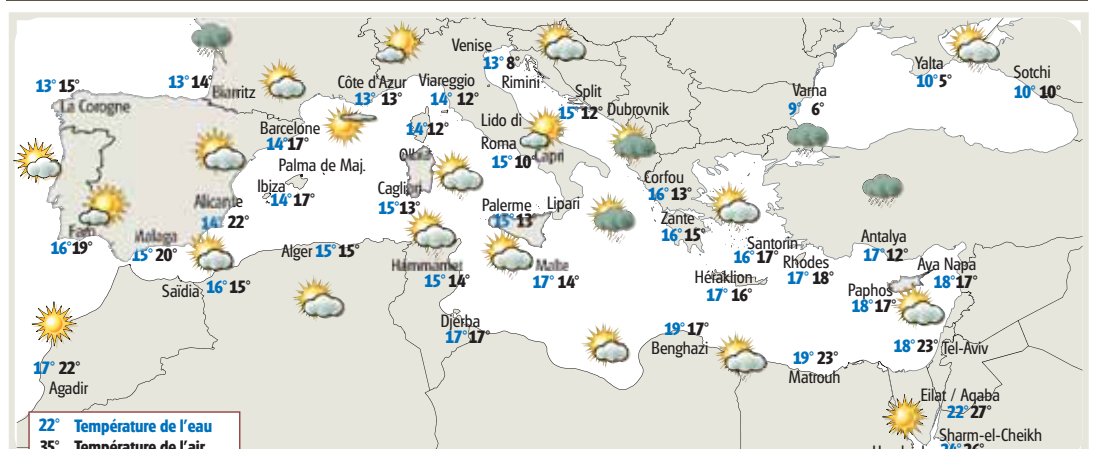 Venise
13° 8°
Rimini
Yalta
10° 5°
Sotchi
10° 10°
13° 15°
La Corogne
13° 14°
Biarritz
Côte d'Azur
13° 13°
Viareggio
14° 12°
Split
15° 12°
Dubrovnik
Varna
9° 6°
Barcelone
14° 17°
14° 12°
Olbia
Lido di
Roma
15° 10°
Capri
Palma de Maj.
Ibiza
14° 17°
Cagliari
15° 13°
Corfou
16° 13°
Alicante
14° 22°
Palerme
15° 13°
Lipari
Zante
16° 15°
Faro
16° 19°
Malaga
15° 20°
Alger 15° 15°
Santorin
16° 17°
Antalya
17° 12°
Rhodes
17° 18°
Hammamet
15° 14°
Malte
17° 14°
Héraklion
17° 16°
Aya Napa
18° 17°
Paphos
18° 17°
Saïdia
16° 15°
Djerba
17° 17°
19° 17°
Benghazi
18° 23°
Tel-Aviv
19° 23°
Matrouh
17° 22°
Agadir
Eilat / Aqaba
22° 27°
Sharm-el-Cheikh
24° 26°
22° Température de l'eau
35° Température de l'air